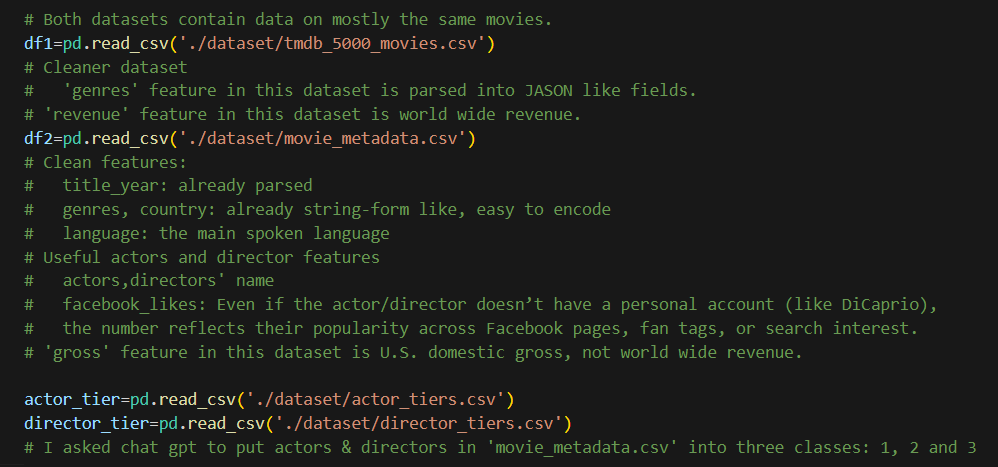 # Both datasets contain data on mostly the same movies.
df1=pd.read_csv('./dataset/tmdb_5000_movies.csv')
# Cleaner dataset
#   'genres' feature in this dataset is parsed into JASON like fields.
# 'revenue' feature in this dataset is world wide revenue.
df2=pd.read_csv('./dataset/movie_metadata.csv')
# Clean features:
#   title_year: already parsed
#   genres, country: already string-form like, easy to encode
#   language: the main spoken language
# Useful actors and director features
#   actors,directors' name
#   facebook_likes: Even if the actor/director doesn’t have a personal account (like DiCaprio),
#   the number reflects their popularity across Facebook pages, fan tags, or search interest.
# 'gross' feature in this dataset is U.S. domestic gross, not world wide revenue.

actor_tier=pd.read_csv('./dataset/actor_tiers.csv')
director_tier=pd.read_csv('./dataset/director_tiers.csv')
# I asked chat gpt to put actors & directors in 'movie_metadata.csv' into three classes: 1, 2 and 3